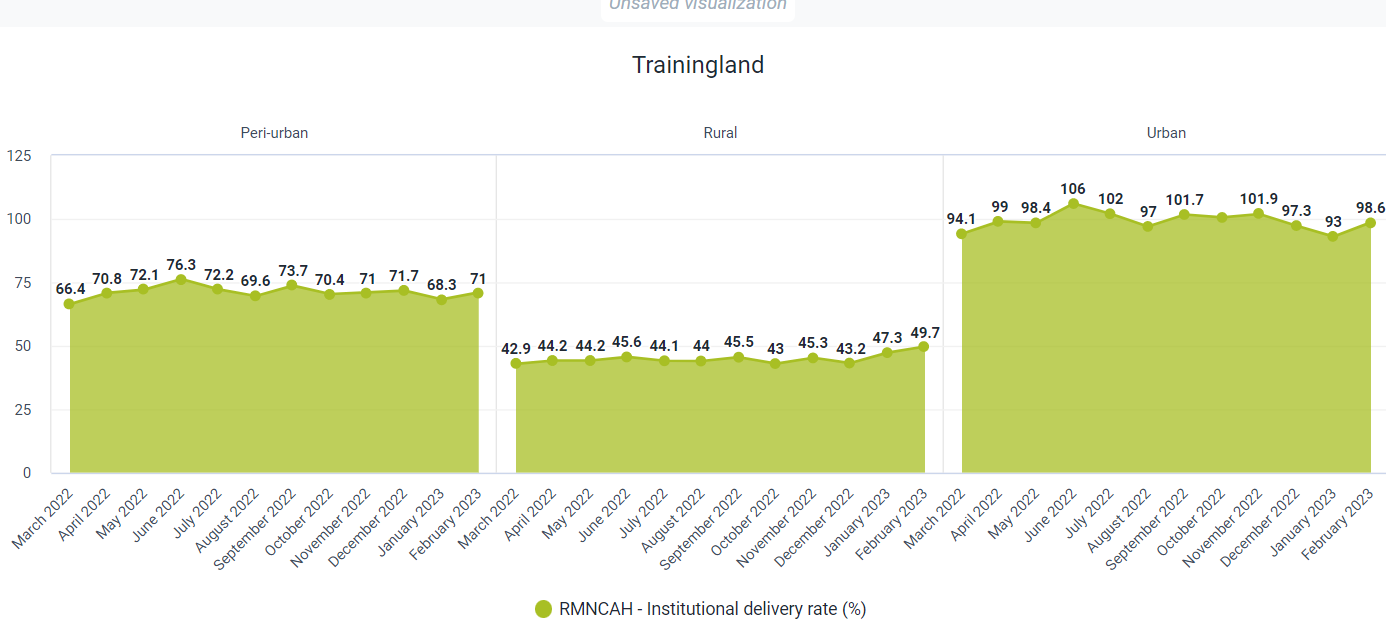 Unsaved visualization
Trainingland
Peri-urban Rural Urban
125
100
75
50
25
0
66.4 70.8 72.1 76.3 72.2 69.6 73.7 70.4 71 71.7 68.3 71
42.9 44.2 44.2 45.6 44.1 44 45.5 43 45.3 43.2 47.3 49.7
94.1 99 98.4 106 102 97 101.7 101.9 97.3 93 98.6
March 2022 April 2022 May 2022 June 2022 July 2022 August 2022 September 2022 October 2022 November 2022 December 2022 January 2023 February 2023
March 2022 April 2022 May 2022 June 2022 July 2022 August 2022 September 2022 October 2022 November 2022 December 2022 January 2023 February 2023
March 2022 April 2022 May 2022 June 2022 July 2022 August 2022 September 2022 October 2022 November 2022 December 2022 January 2023 February 2023
RMNCAH - Institutional delivery rate (%)